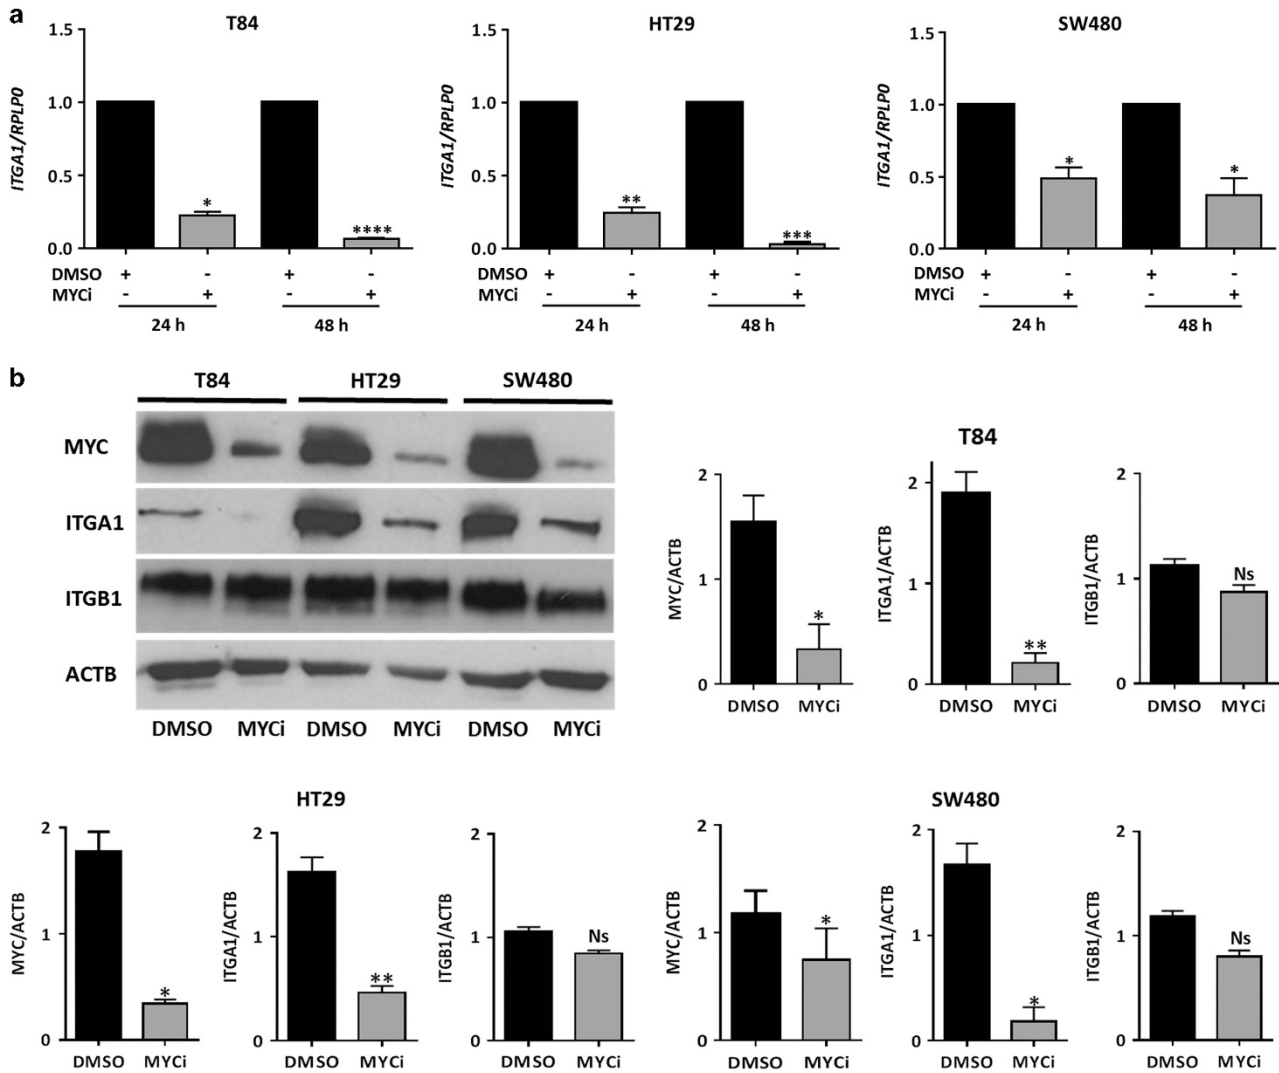 a
T84
HT29
SW480
ITGA1/RPLP0
1.5
1.0
0.5
0.0
*
****
ITGA1/RPLP0
1.5
1.0
0.5
0.0
**
***
ITGA1/RPLP0
1.5
1.0
0.5
0.0
*
*
DMSO + - + -
MYCi - + - +
24 h 48 h
DMSO + - + -
MYCi - + - +
24 h 48 h
DMSO + - + -
MYCi - + - +
24 h 48 h
b
T84 HT29 SW480
MYC
ITGA1
ITGB1
ACTB
DMSO MYCi DMSO MYCi DMSO MYCi
T84
MYC/ACTB
2
1
0
*
DMSO MYCi
ITGA1/ACTB
2
1
0
**
DMSO MYCi
ITGB1/ACTB
2
1
0
Ns
DMSO MYCi
HT29
MYC/ACTB
2
1
0
*
DMSO MYCi
ITGA1/ACTB
2
1
0
**
DMSO MYCi
ITGB1/ACTB
2
1
0
Ns
DMSO MYCi
SW480
MYC/ACTB
2
1
0
*
DMSO MYCi
ITGA1/ACTB
2
1
0
*
DMSO MYCi
ITGB1/ACTB
2
1
0
Ns
DMSO MYCi